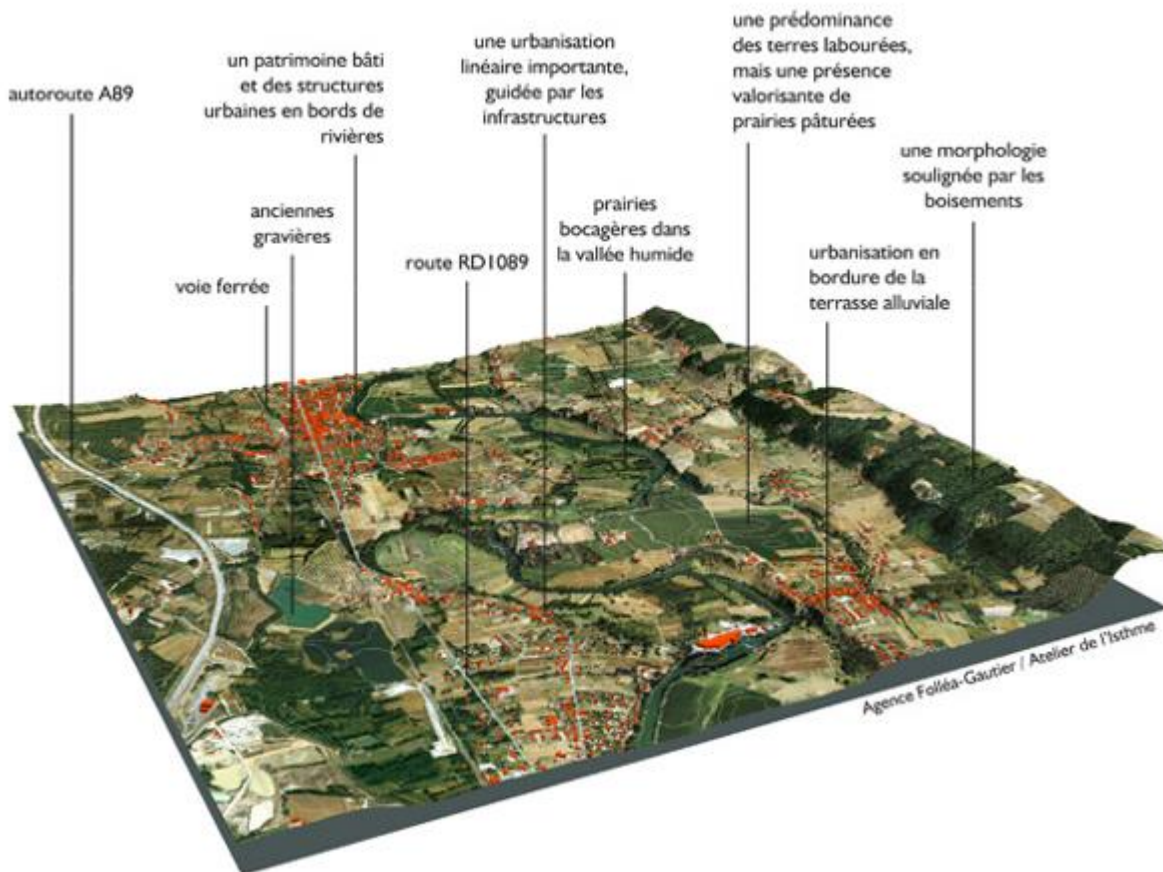 autoroute A89
un patrimoine bâti
et des structures
urbaines en bords de
rivières
une urbanisation
linéaire importante,
guidée par les
infrastructures
une prédominance
des terres labourées,
mais une présence
valorisante de
prairies pâturées
une morphologie
soulignée par les
boisements
anciennes
gravières
prairies
bocagères dans
la vallée humide
route RD1089
voie ferrée
urbanisation en
bordure de la
terrasse alluviale
Agence Folléa-Gautier | Atelier de l'Isthme